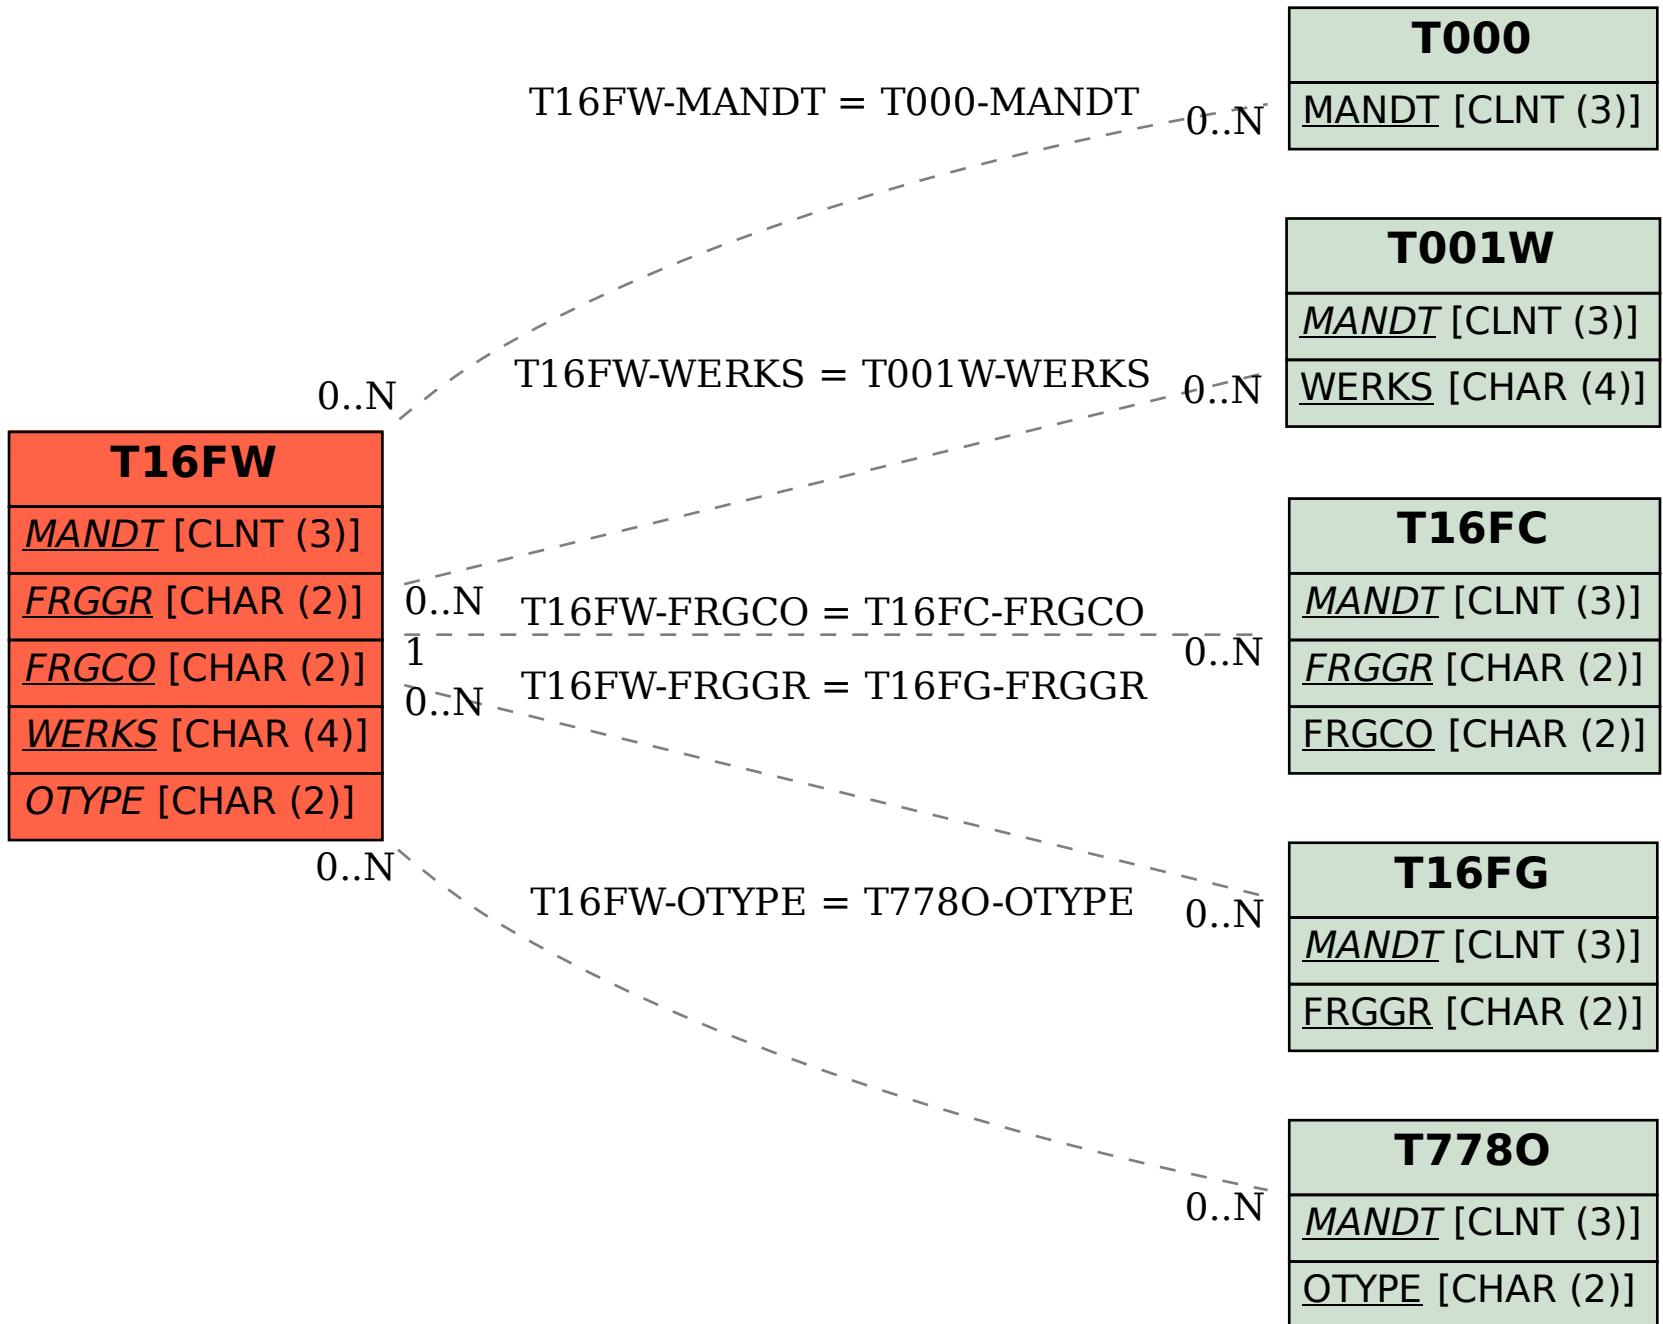 T000
MANDT [CLNT (3)]
T16FW-MANDT = T000-MANDT
0..N
T001W
MANDT [CLNT (3)]
WERKS [CHAR (4)]
T16FW-WERKS = T001W-WERKS
0..N
0..N
T16FW
MANDT [CLNT (3)]
FRGGR [CHAR (2)]
FRGCO [CHAR (2)]
WERKS [CHAR (4)]
OTYPE [CHAR (2)]
T16FC
MANDT [CLNT (3)]
FRGGR [CHAR (2)]
FRGCO [CHAR (2)]
0..N
T16FW-FRGCO = T16FC-FRGCO
1
0..N
T16FW-FRGGR = T16FG-FRGGR
0..N
0..N
T16FW-OTYPE = T778O-OTYPE
0..N
T16FG
MANDT [CLNT (3)]
FRGGR [CHAR (2)]
0..N
T778O
MANDT [CLNT (3)]
OTYPE [CHAR (2)]